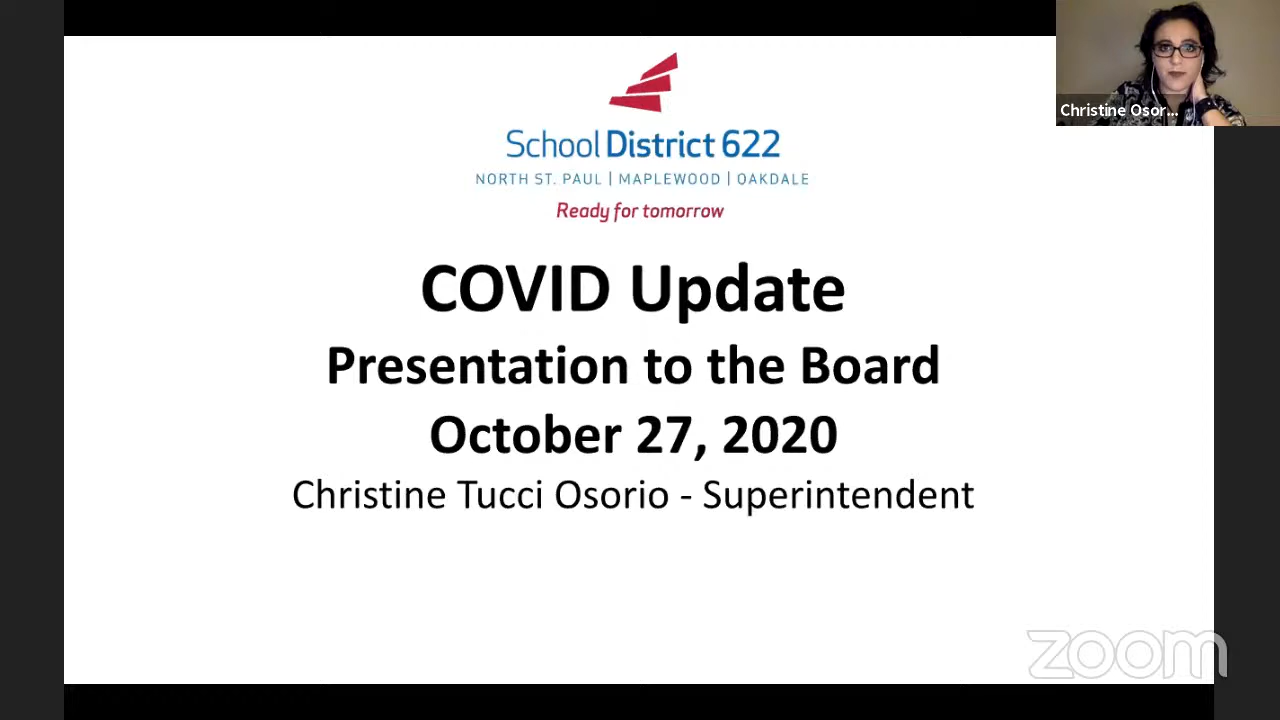 Christine Osor...
School District 622
NORTH ST. PAUL | MAPLEWOOD | OAKDALE
Ready for tomorrow
COVID Update
Presentation to the Board
October 27, 2020
Christine Tucci Osorio - Superintendent
zoom